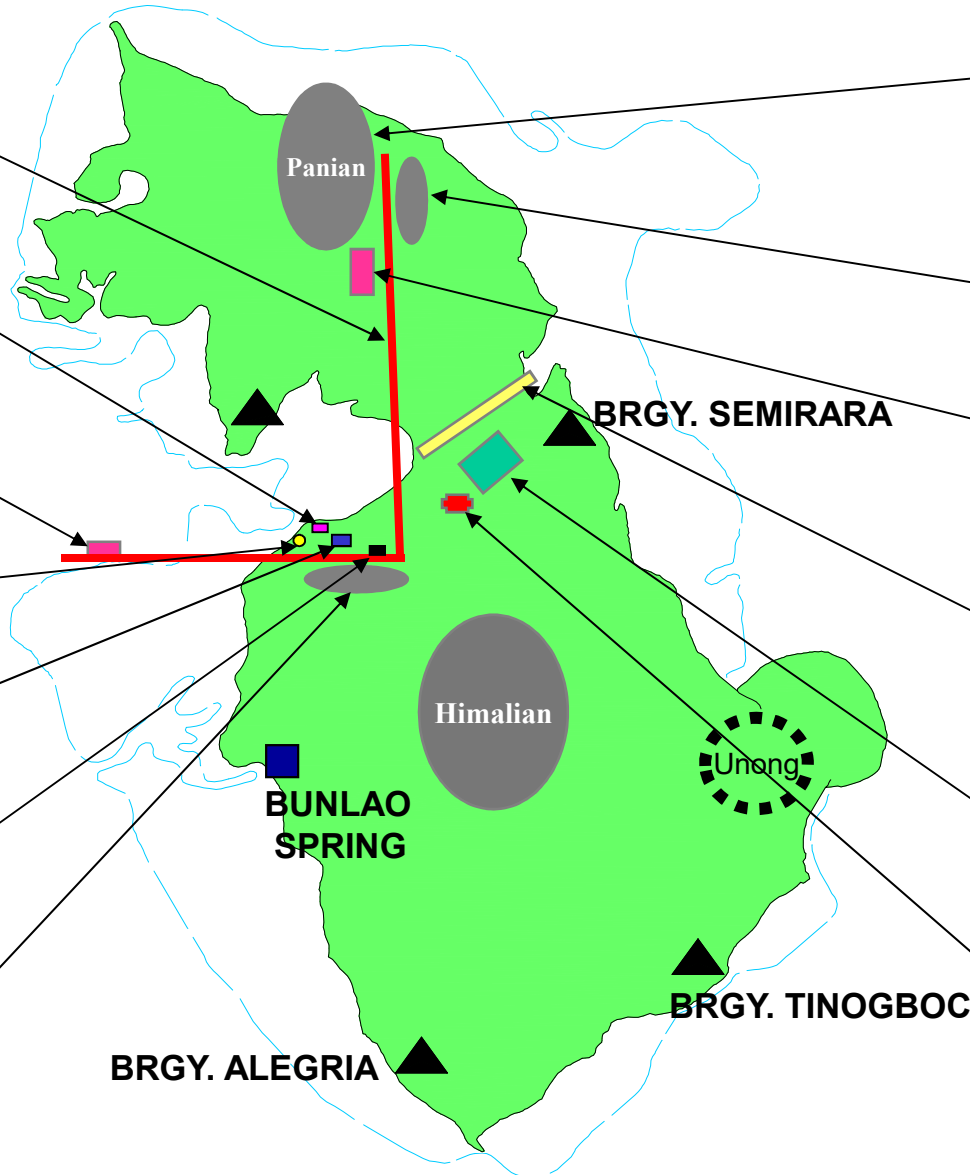 Panian
BRGY. SEMIRARA
Himalian
Unong
BUNLAO
SPRING
BRGY. TINOGBOC
BRGY. ALEGRIA